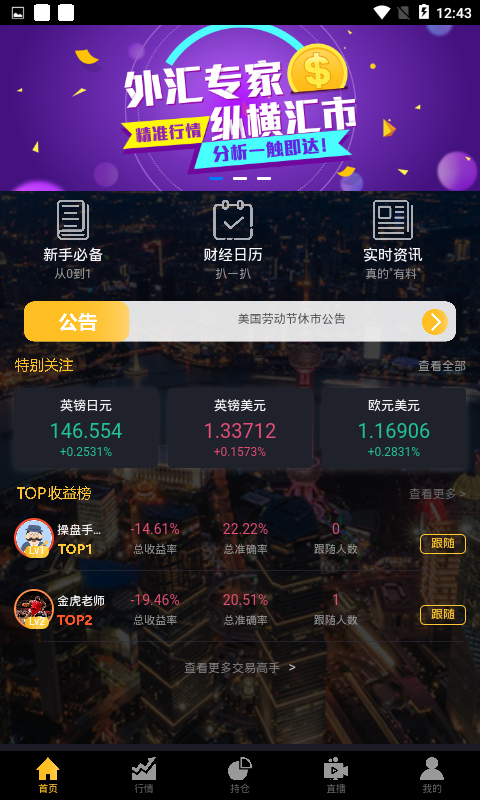 12:43
外汇专家
纵横汇市
精准行情
分析一触即达!
新手必备 财经日历 实时资讯
从0到1 扒一扒 真的"有料"
公告 美国劳动节休市公告
特别关注 查看全部
英镑日元 英镑美元 欧元美元
146.554 1.33712 1.16906
+0.2531% +0.1573% +0.2831%
TOP收益榜 查看更多 >
操盘手... -14.61% 22.22% 0 跟随
LV1 TOP1 总收益率 总准确率 跟随人数
金虎老师 -19.46% 20.51% 1 跟随
LV2 TOP2 总收益率 总准确率 跟随人数
查看更多交易高手 >
首页 行情 持仓 直播 我的